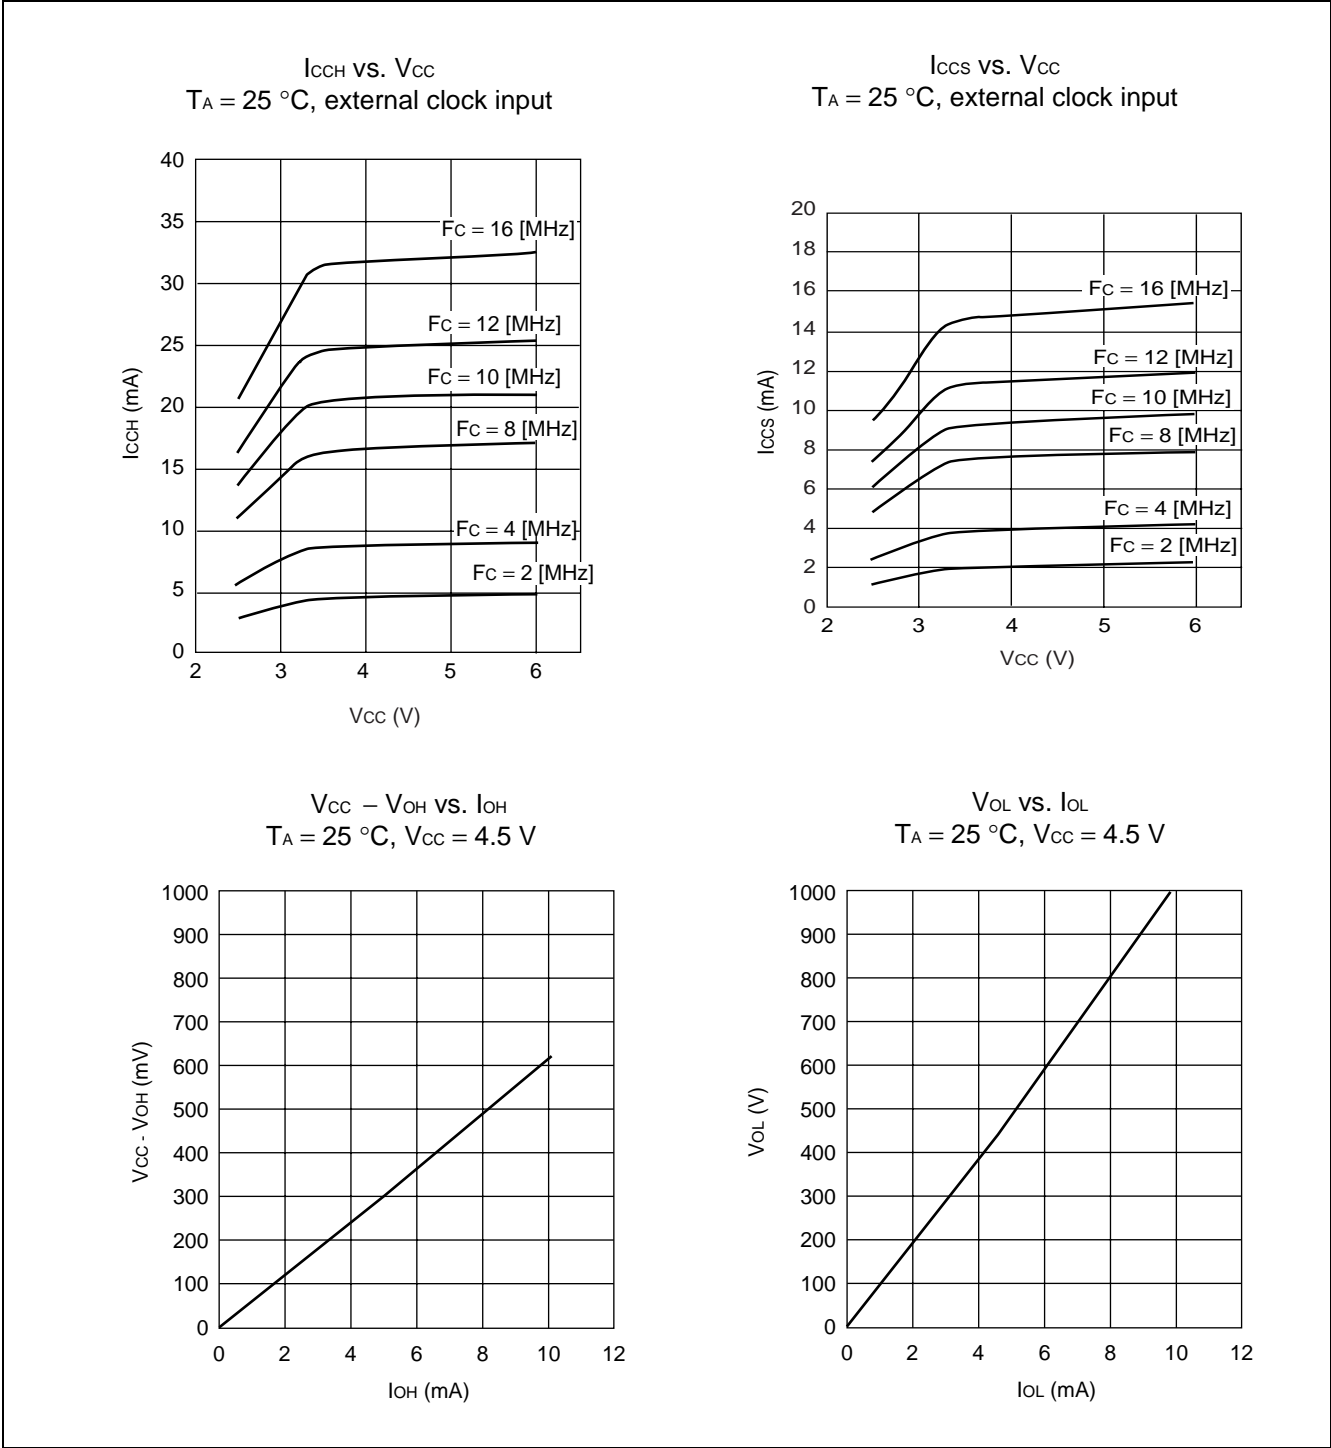 ICCH vs. VCC
TA = 25 °C, external clock input
40
35
30
25
20
15
10
5
0
ICCH (mA)
FC = 16 [MHz]
FC = 12 [MHz]
FC = 10 [MHz]
FC = 8 [MHz]
FC = 4 [MHz]
FC = 2 [MHz]
2 3 4 5 6
VCC (V)
ICCS vs. VCC
TA = 25 °C, external clock input
20
18
16
14
12
10
8
6
4
2
0
ICCS (mA)
FC = 16 [MHz]
FC = 12 [MHz]
FC = 10 [MHz]
FC = 8 [MHz]
FC = 4 [MHz]
FC = 2 [MHz]
2 3 4 5 6
VCC (V)
VCC – VOH vs. IOH
TA = 25 °C, VCC = 4.5 V
1000
900
800
700
600
500
400
300
200
100
0
VCC - VOH (mV)
0 2 4 6 8 10 12
IOH (mA)
VOL vs. IOL
TA = 25 °C, VCC = 4.5 V
1000
900
800
700
600
500
400
300
200
100
0
VOL (V)
0 2 4 6 8 10 12
IOL (mA)